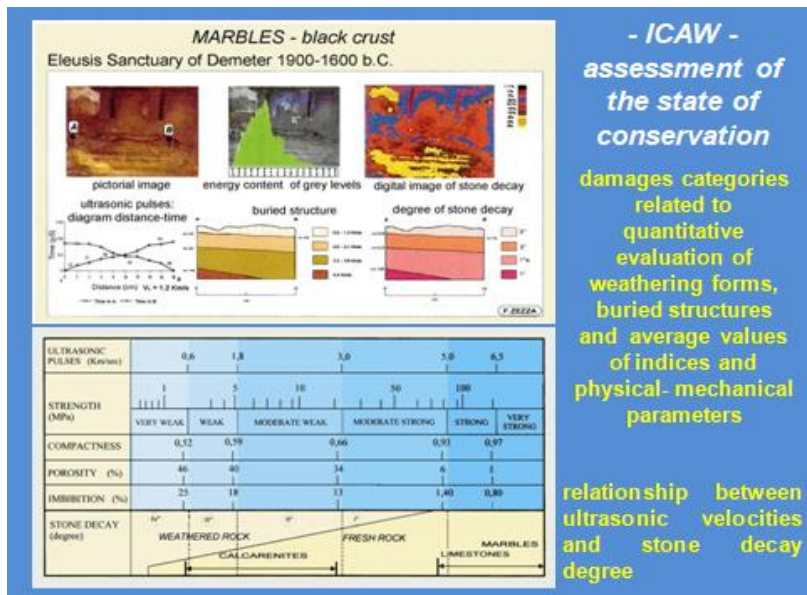 MARBLES - black crust
Eleusis Sanctuary of Demeter 1900-1600 b.C.
A
B
pictorial image
energy content of grey levels
digital image of stone decay
ultrasonic pulses:
diagram distance-time
buried structure
degree of stone decay
Distance (cm) VL = 1.2 Km/s
F. ZEZZA
ULTRASONIC
PULSES (Km/sec)
0,6 1,8 3,0 5,0 6,5
STRENGTH
(MPa)
1 5 10 50 100
VERY WEAK WEAK MODERATE WEAK MODERATE STRONG STRONG VERY STRONG
COMPACTNESS 0,52 0,59 0,66 0,93 0,97
POROSITY (%) 46 40 34 6 1
IMBIBITION (%) 25 18 13 1,40 0,80
STONE DECAY
(degree)
WEATHERED ROCK FRESH ROCK
CALCARENITES
MARBLES
LIMESTONES
- ICAW -
assessment of
the state of
conservation
damages categories
related to
quantitative
evaluation of
weathering forms,
buried structures
and average values
of indices and
physical- mechanical
parameters
relationship between
ultrasonic velocities
and stone decay
degree